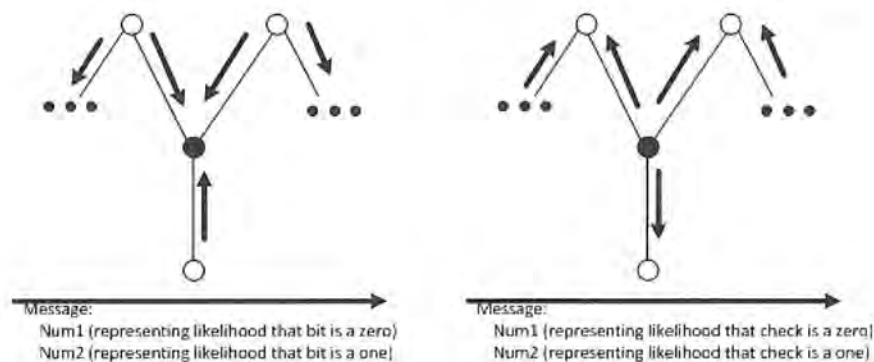 Message:
Num1 (representing likelihood that bit is a zero)
Num2 (representing likelihood that bit is a one)
Message:
Num1 (representing likelihood that check is a zero)
Num2 (representing likelihood that check is a one)